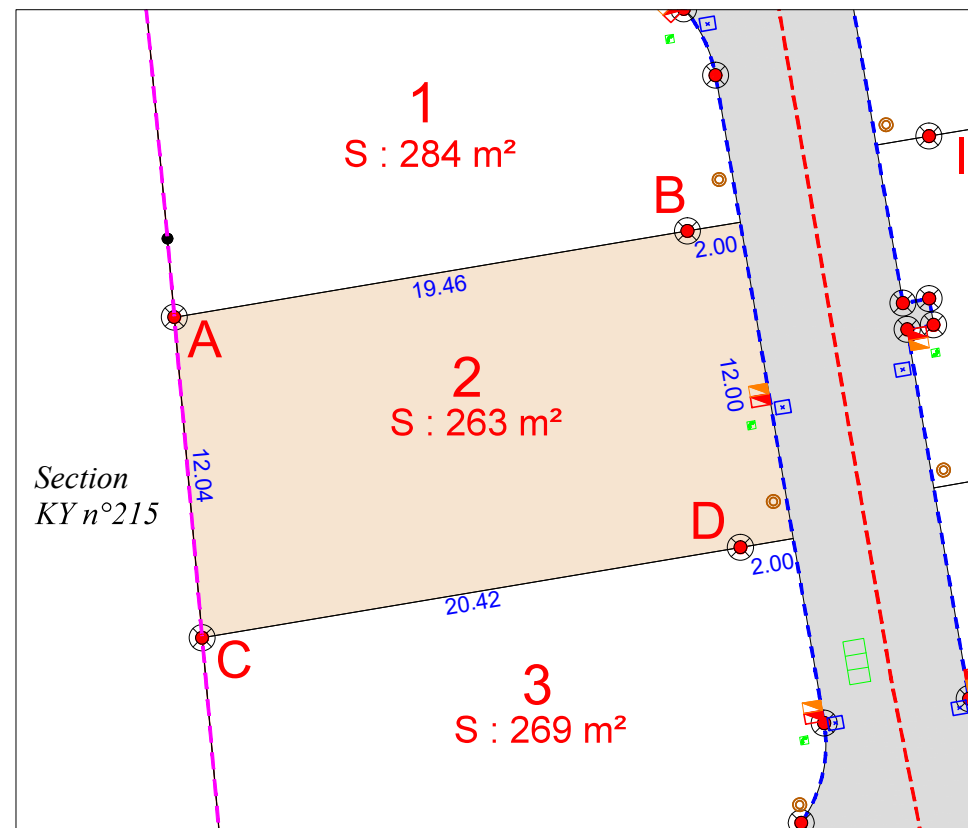 1
S : 284 m²
B
2.00
19.46
A
2
S : 263 m²
12.00
12.04
Section
KY n°215
D
2.00
20.42
C
3
S : 269 m²